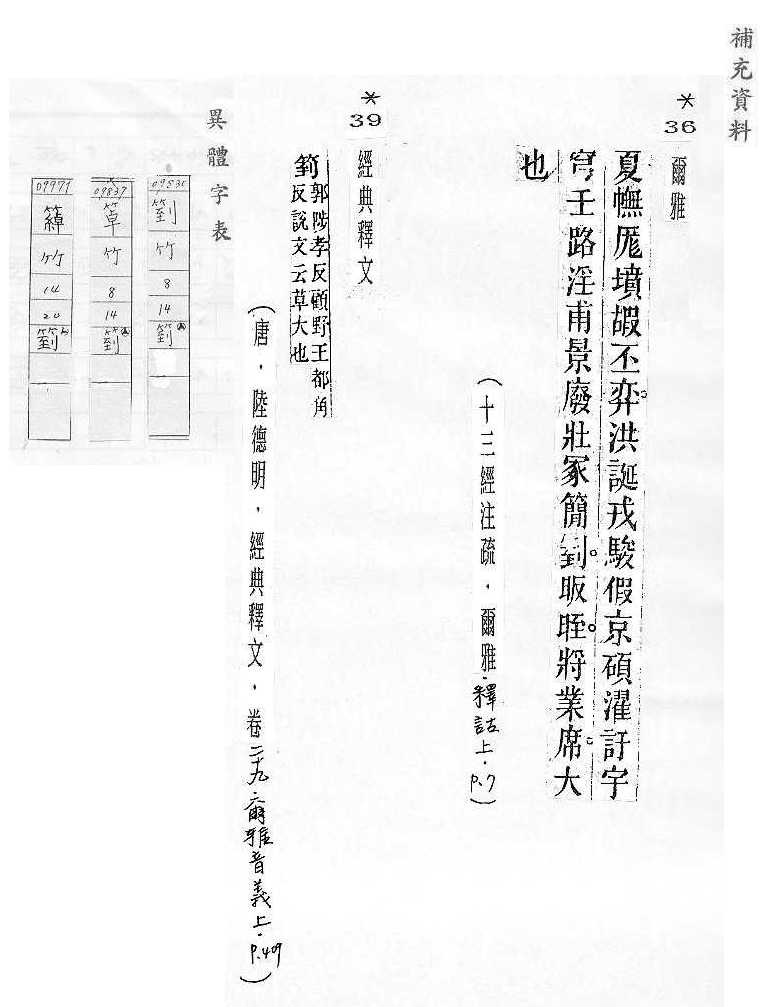 補充資料
＊
36
爾雅
夏幠厖墳嘏丕弈洪誕戎駿假京碩濯訏宇
穹壬路淫甫景廢壯冢簡箌昄晊將業席大
也
（十三經注疏．爾雅．釋詁上．P.7）
＊
39
經典釋文
箌
郭陟孝反顧野王都角
反說文云草大也
（唐．陸德明．經典釋文．卷二九．爾雅音義上．P.409）
異體字表
箌
竹
8
14
箌
09837
竹
8
14
箌
09971
竹
14
20
箌